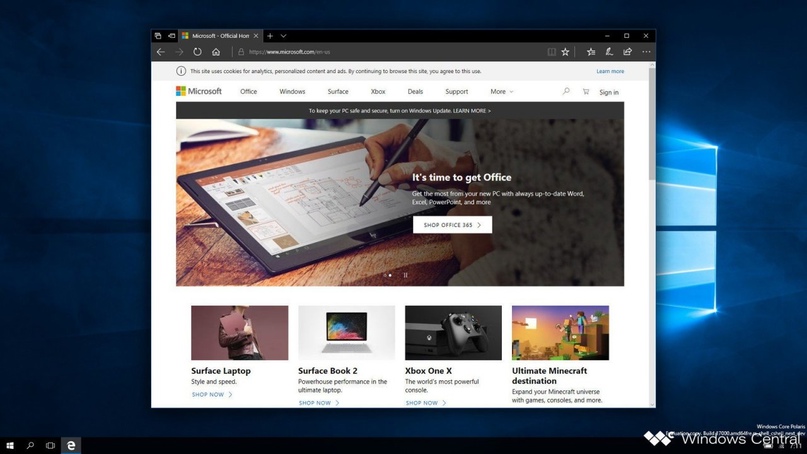 Microsoft - Official Hom
https://www.microsoft.com/en-us
This site uses cookies for analytics, personalized content and ads. By continuing to browse this site, you agree to this use.
Learn more
Microsoft
Office
Windows
Surface
Xbox
Deals
Support
More
Sign in
To keep your PC safe and secure, turn on Windows Update. LEARN MORE >
It's time to get Office
Get the most from your new PC with always up-to-date Word,
Excel, PowerPoint, and more
SHOP OFFICE 365
Surface Laptop
Style and speed.
SHOP NOW
Surface Book 2
Powerhouse performance in the
ultimate laptop.
SHOP NOW
Xbox One X
The world's most powerful
console.
SHOP NOW
Ultimate Minecraft
destination
Expand your Minecraft universe
with games, consoles, and more.
Windows Core Polaris
Evaluation copy. Build
Windows Central